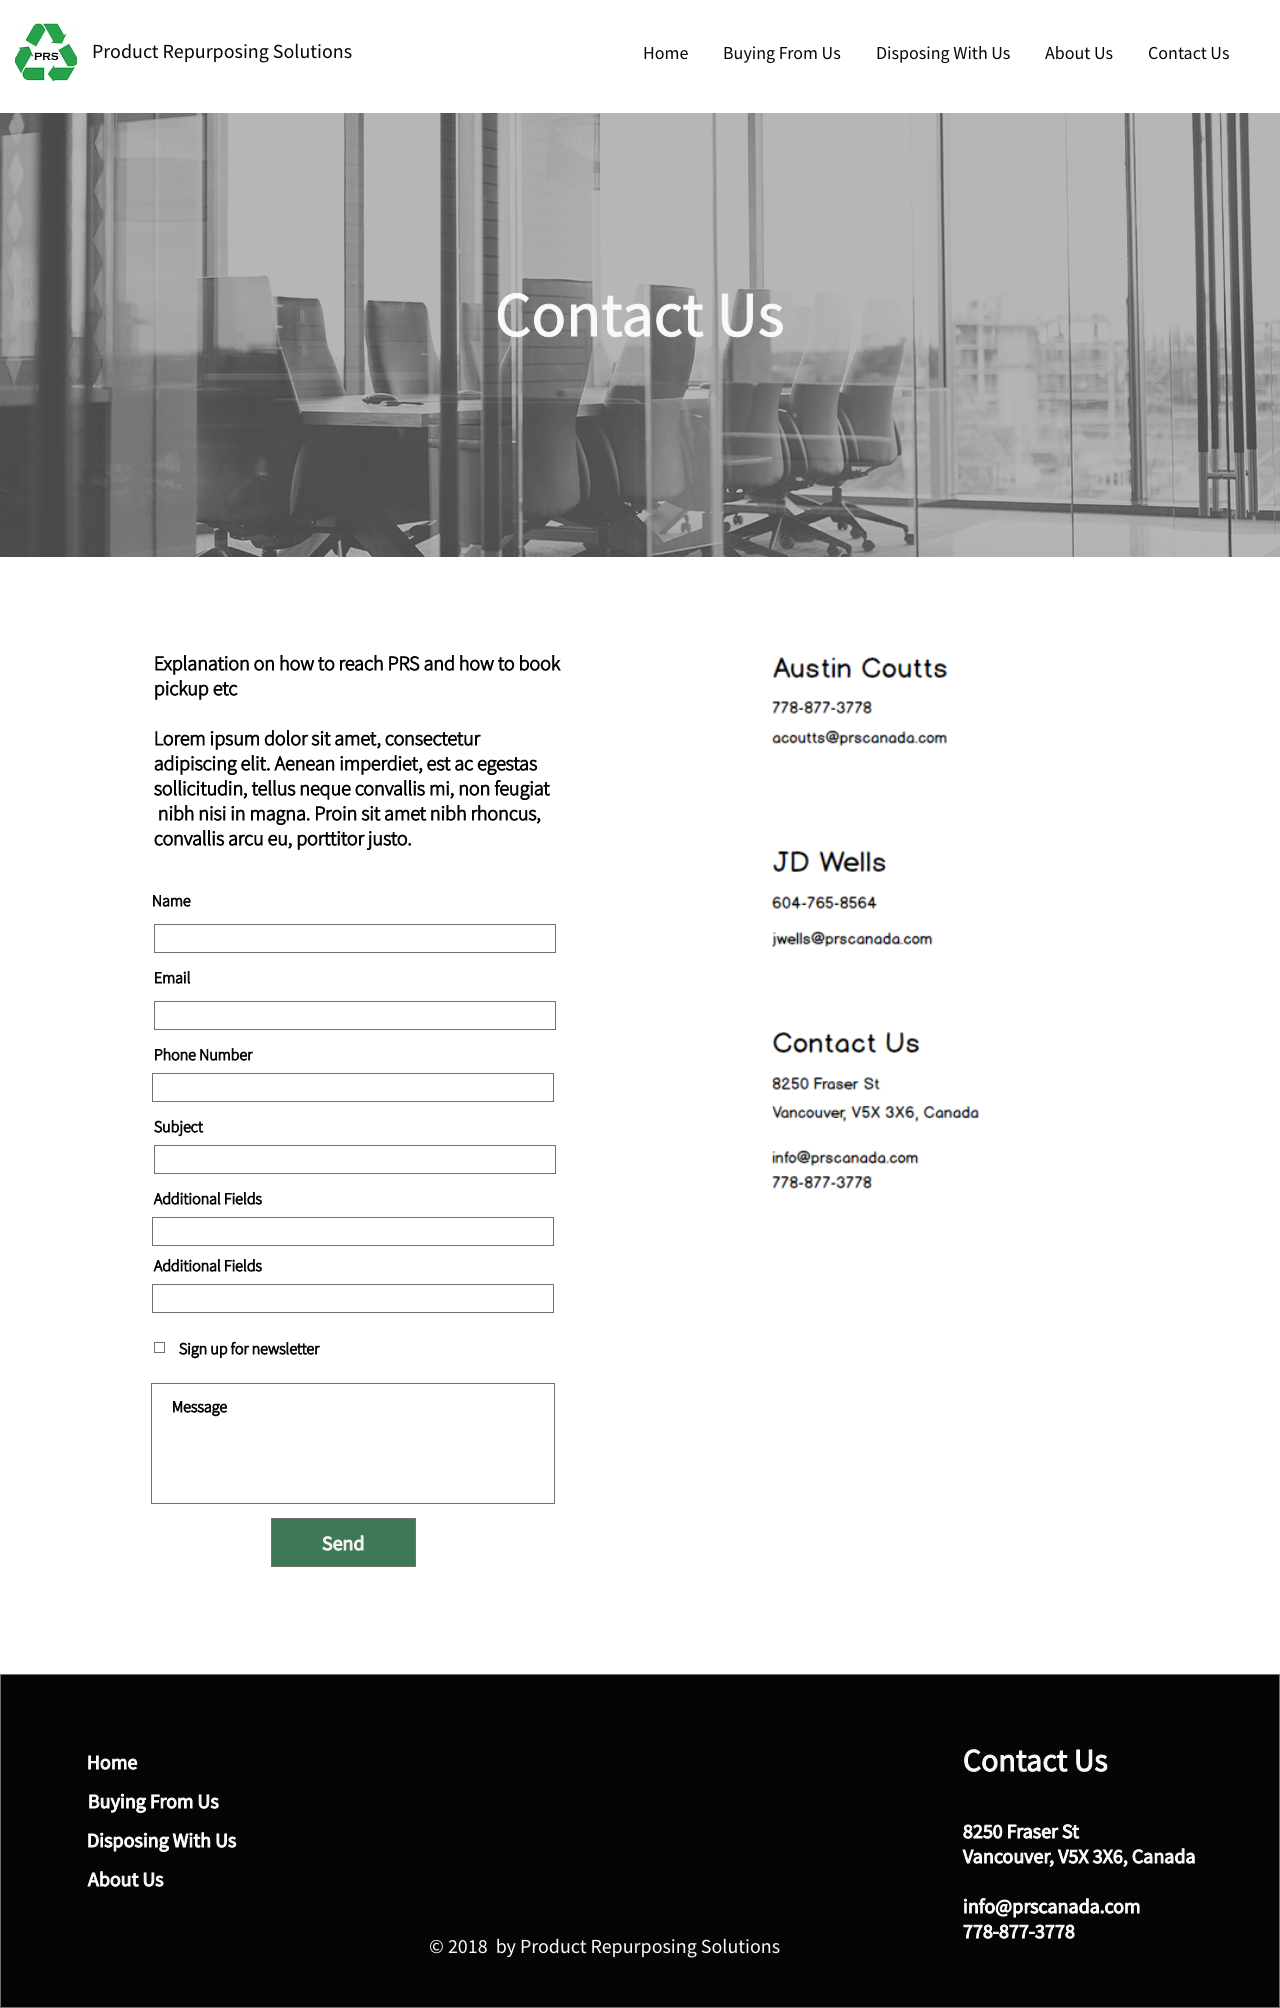 PRS
Product Repurposing Solutions
Home
Buying From Us
Disposing With Us
About Us
Contact Us
Contact Us
Explanation on how to reach PRS and how to book
pickup etc
Lorem ipsum dolor sit amet, consectetur
adipiscing elit. Aenean imperdiet, est ac egestas
sollicitudin, tellus neque convallis mi, non feugiat
nibh nisi in magna. Proin sit amet nibh rhoncus,
convallis arcu eu, porttitor justo.
Name
Email
Phone Number
Subject
Additional Fields
Additional Fields
Sign up for newsletter
Message
Send
Austin Coutts
778-877-3778
acoutts@prscanada.com
JD Wells
604-765-8564
jwells@prscanada.com
Contact Us
8250 Fraser St
Vancouver, V5X 3X6, Canada
info@prscanada.com
778-877-3778
Home
Buying From Us
Disposing With Us
About Us
Contact Us
8250 Fraser St
Vancouver, V5X 3X6, Canada
info@prscanada.com
778-877-3778
© 2018 by Product Repurposing Solutions